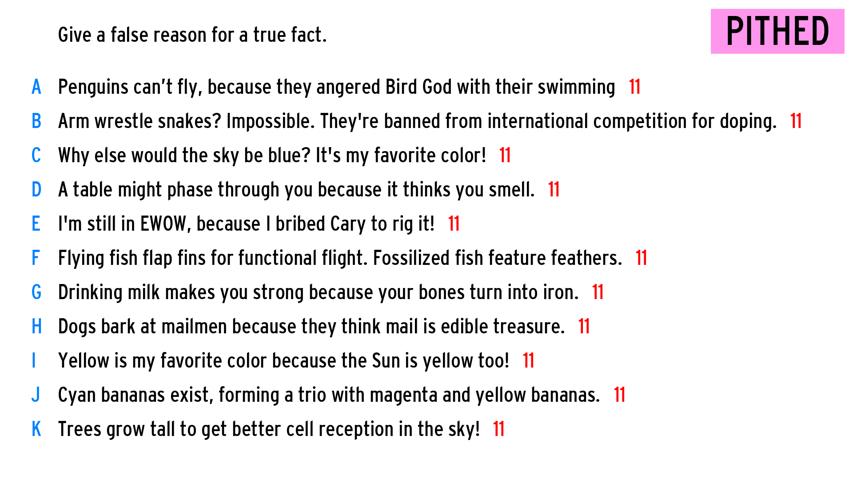 Give a false reason for a true fact.
PITHED
A Penguins can't fly, because they angered Bird God with their swimming 11
B Arm wrestle snakes? Impossible. They're banned from international competition for doping. 11
C Why else would the sky be blue? It's my favorite color! 11
D A table might phase through you because it thinks you smell. 11
E I'm still in EWOW, because I bribed Cary to rig it! 11
F Flying fish flap fins for functional flight. Fossilized fish feature feathers. 11
G Drinking milk makes you strong because your bones turn into iron. 11
H Dogs bark at mailmen because they think mail is edible treasure. 11
I Yellow is my favorite color because the Sun is yellow too! 11
J Cyan bananas exist, forming a trio with magenta and yellow bananas. 11
K Trees grow tall to get better cell reception in the sky! 11